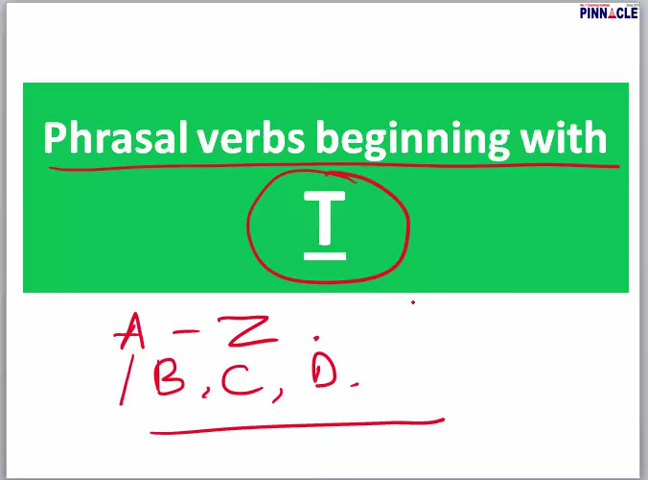 PINNACLE
Phrasal verbs beginning with
T
A - Z .
/ B, C, D.